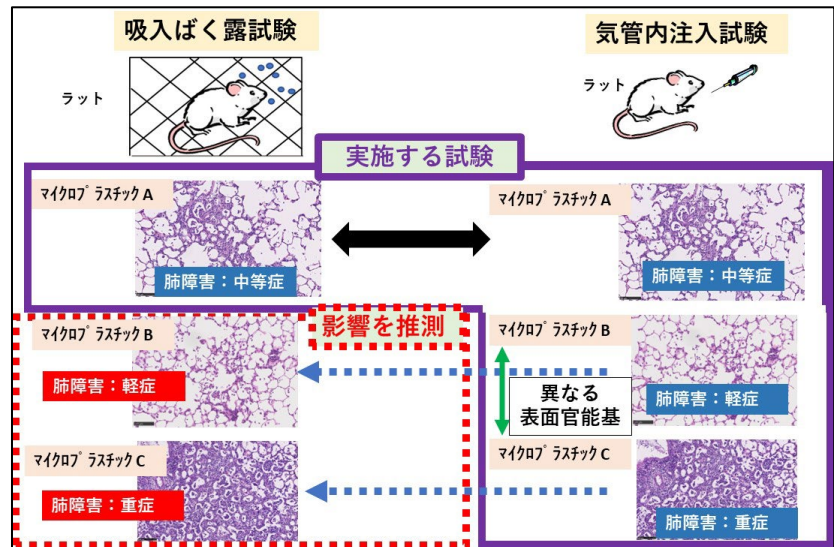 吸入ばく露試験
気管内注入試験
ラット
ラット
実施する試験
マイクロプラスチック A
肺障害：中等症
マイクロプラスチック A
肺障害：中等症
影響を推測
マイクロプラスチック B
肺障害：軽症
マイクロプラスチック B
肺障害：軽症
異なる
表面官能基
マイクロプラスチック C
肺障害：重症
マイクロプラスチック C
肺障害：重症